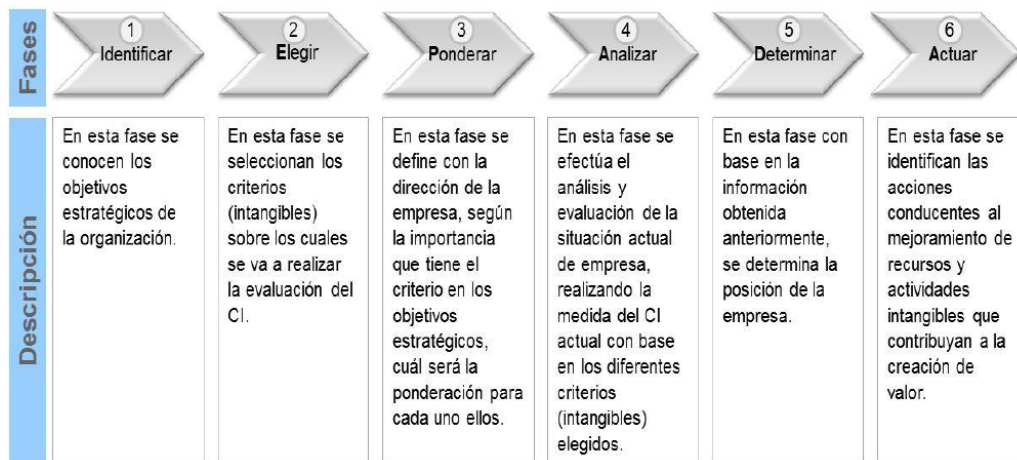 Fases
1
Identificar
2
Elegir
3
Ponderar
4
Analizar
5
Determinar
6
Actuar
Descripción
En esta fase se
conocen los
objetivos
estratégicos de
la organización.
En esta fase se
seleccionan los
criterios
(intangibles)
sobre los cuales
se va a realizar
la evaluación del
CI.
En esta fase se
define con la
dirección de la
empresa, según
la importancia
que tiene el
criterio en los
objetivos
estratégicos,
cuál será la
ponderación para
cada uno ellos.
En esta fase se
efectúa el
análisis y
evaluación de la
situación actual
de empresa,
realizando la
medida del CI
actual con base
en los diferentes
criterios
(intangibles)
elegidos.
En esta fase con
base en la
información
obtenida
anteriormente,
se determina la
posición de la
empresa.
En esta fase se
identifican las
acciones
conducentes al
mejoramiento de
recursos y
actividades
intangibles que
contribuyan a la
creación de
valor.